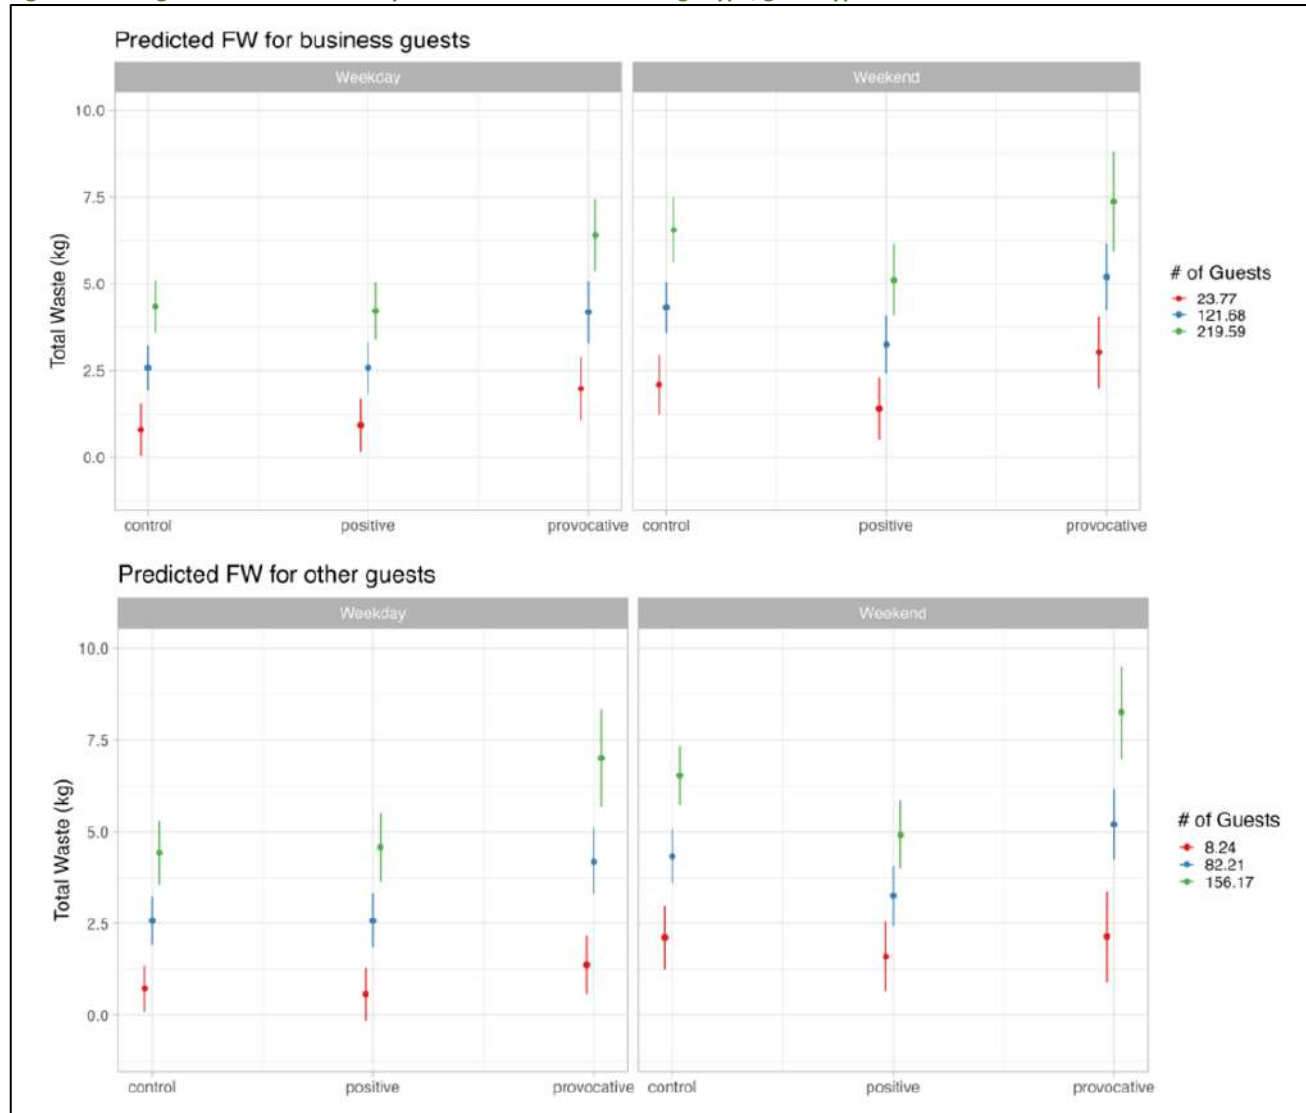 Predicted FW for business guests
Weekday
Weekend
10.0
7.5
5.0
2.5
0.0
Total Waste (kg)
control
positive
provocative
control
positive
provocative
# of Guests
23.77
121.68
219.59
Predicted FW for other guests
Weekday
Weekend
10.0
7.5
5.0
2.5
0.0
Total Waste (kg)
control
positive
provocative
control
positive
provocative
# of Guests
8.24
82.21
156.17